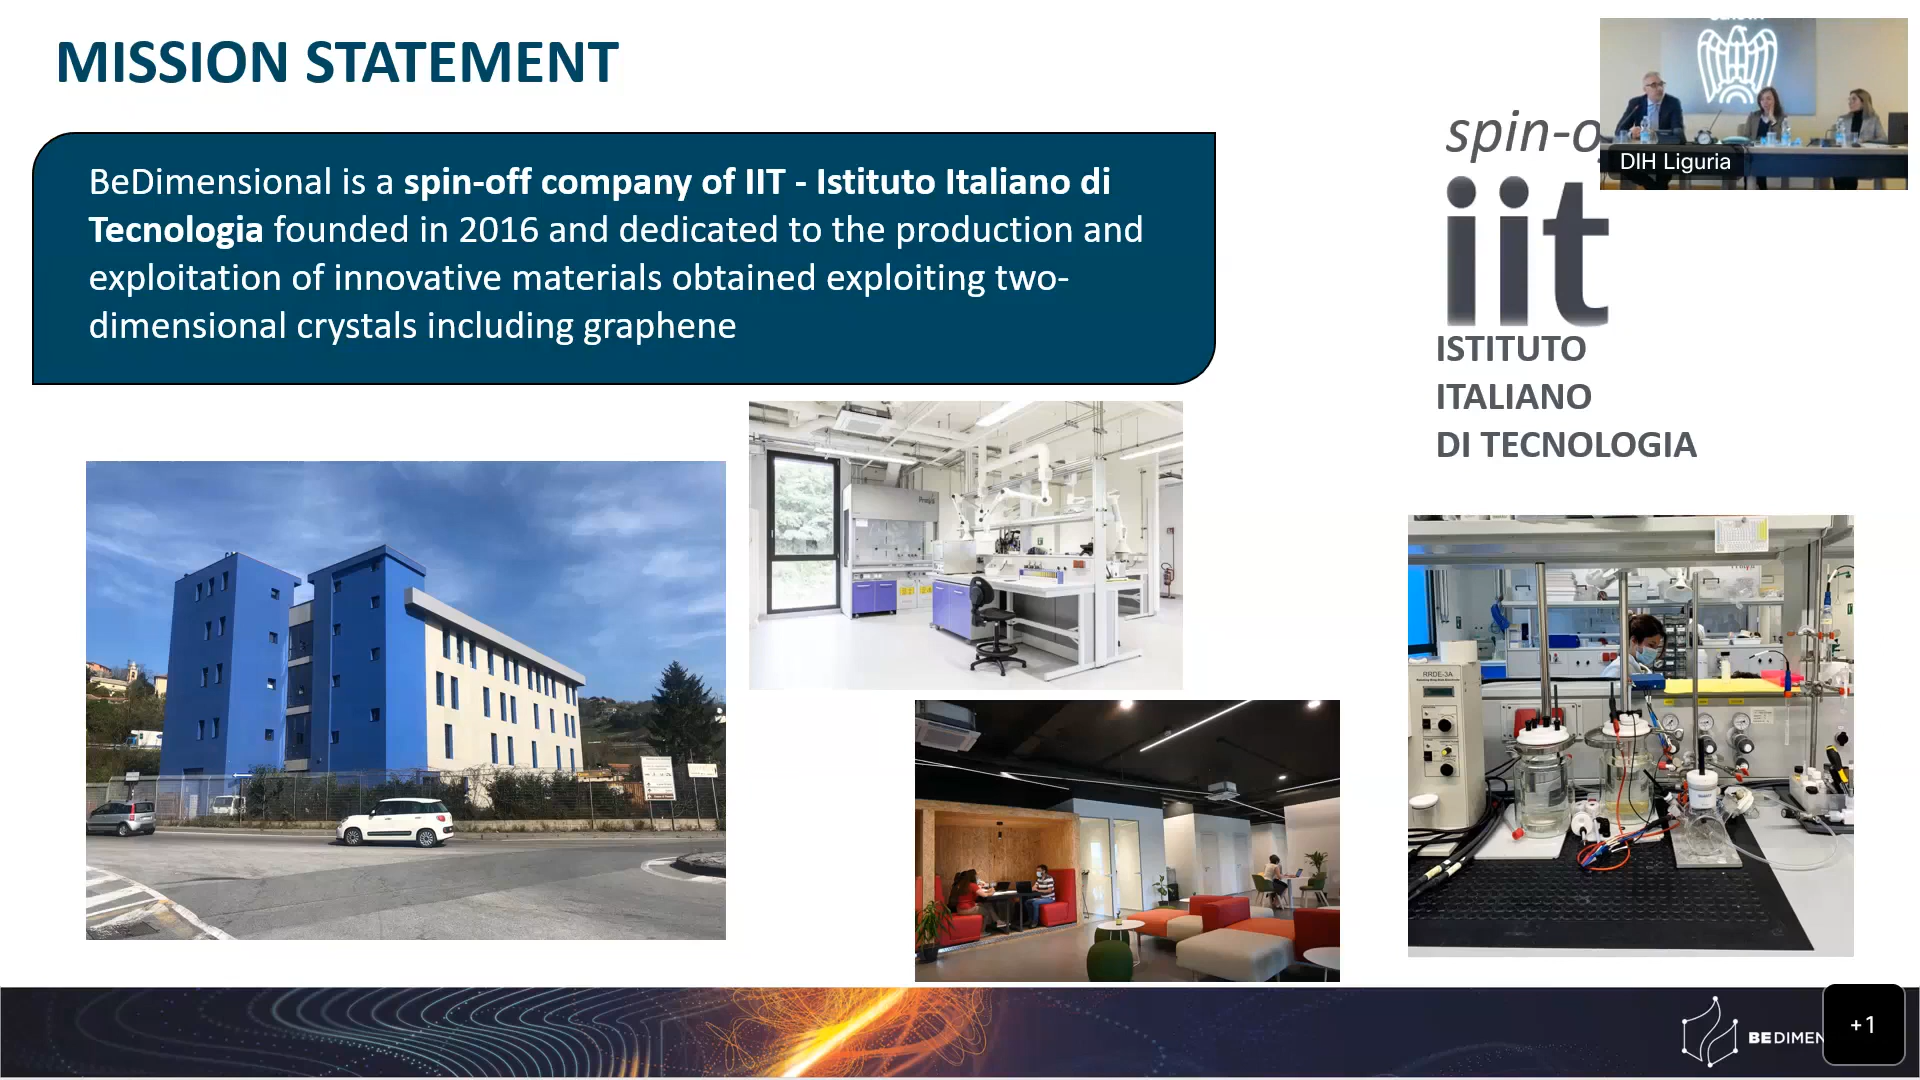 MISSION STATEMENT
BeDimensional is a spin-off company of IIT - Istituto Italiano di
Tecnologia founded in 2016 and dedicated to the production and
exploitation of innovative materials obtained exploiting two-
dimensional crystals including graphene
spin-o
DIH Liguria
iit
ISTITUTO
ITALIANO
DI TECNOLOGIA
RRDE-3A
BEDIMEN
+1